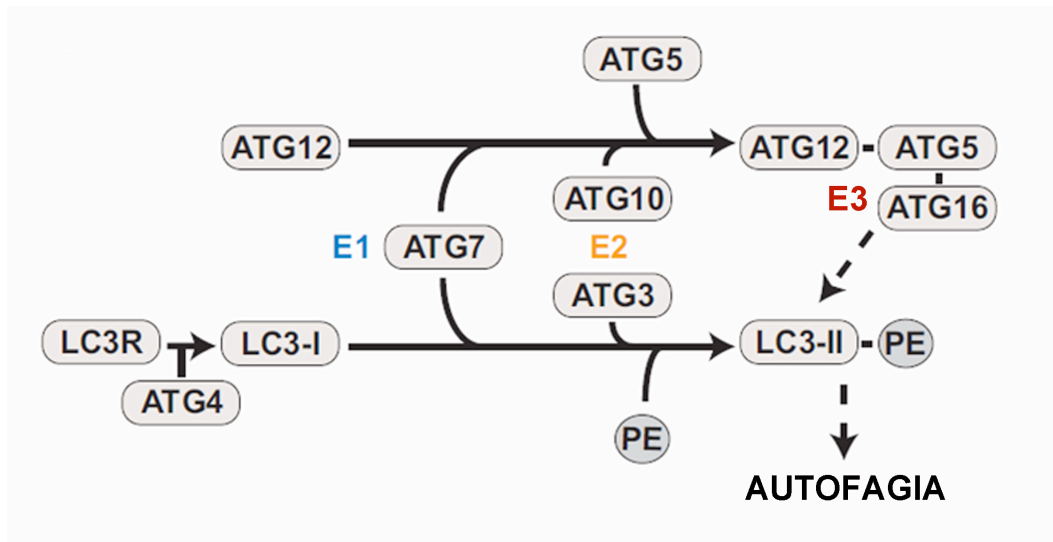 ATG5
ATG12
ATG12
ATG5
ATG10
E3
ATG16
E1
ATG7
E2
ATG3
LC3R
LC3-I
LC3-II
PE
ATG4
PE
AUTOFAGIA